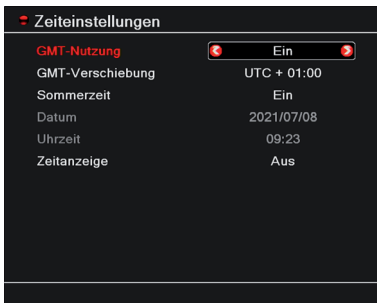 Zeiteinstellungen
GMT-Nutzung Ein
GMT-Verschiebung UTC + 01:00
Sommerzeit Ein
Datum 2021/07/08
Uhrzeit 09:23
Zeitanzeige Aus